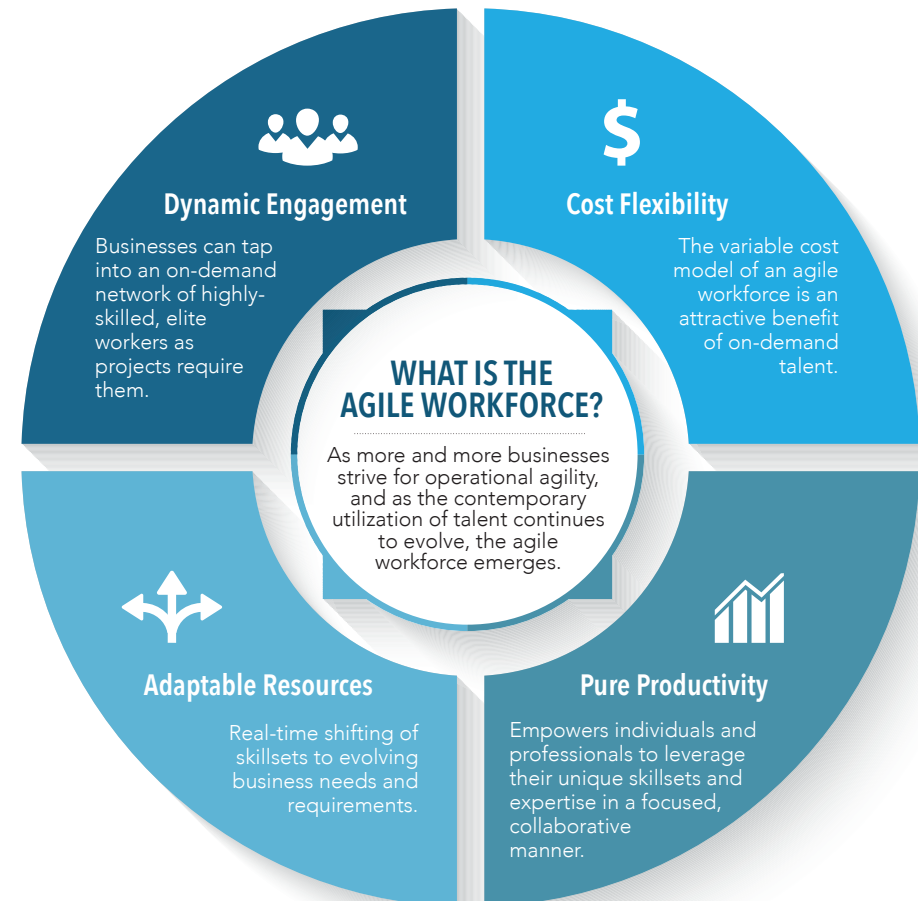 $
Dynamic Engagement
Businesses can tap
into an on-demand
network of highly-
skilled, elite
workers as
projects require
them.
Cost Flexibility
The variable cost
model of an agile
workforce is an
attractive benefit
of on-demand
talent.
WHAT IS THE
AGILE WORKFORCE?
As more and more businesses
strive for operational agility,
and as the contemporary
utilization of talent continues
to evolve, the agile
workforce emerges.
Adaptable Resources
Real-time shifting of
skillsets to evolving
business needs and
requirements.
Pure Productivity
Empowers individuals and
professionals to leverage
their unique skillsets and
expertise in a focused,
collaborative
manner.